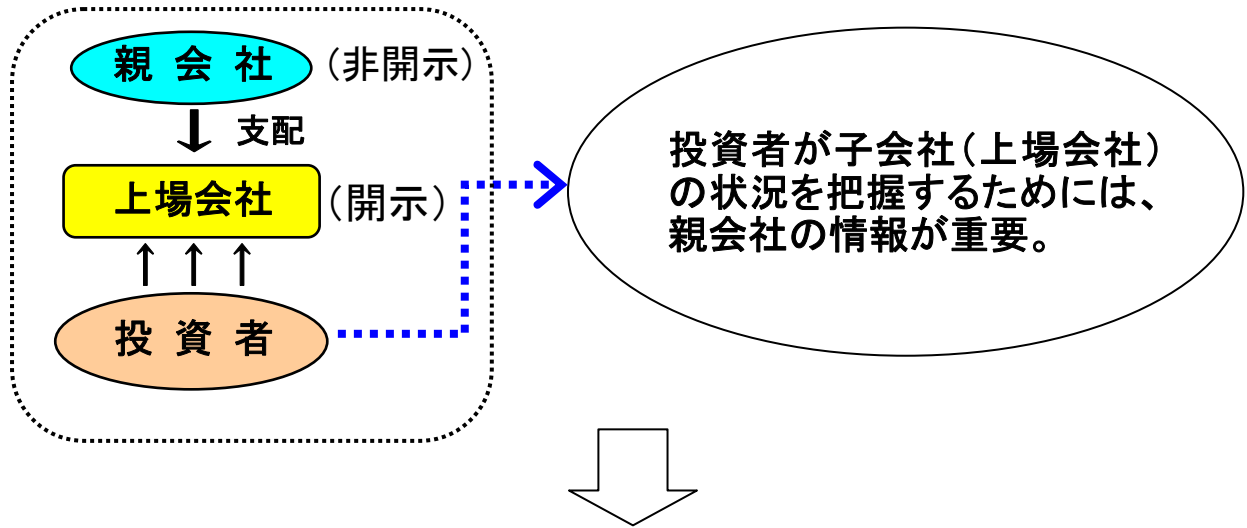 親 会 社 (非開示)
支配
上場会社 (開示)
投 資 者
投資者が子会社(上場会社)
の状況を把握するためには、
親会社の情報が重要。